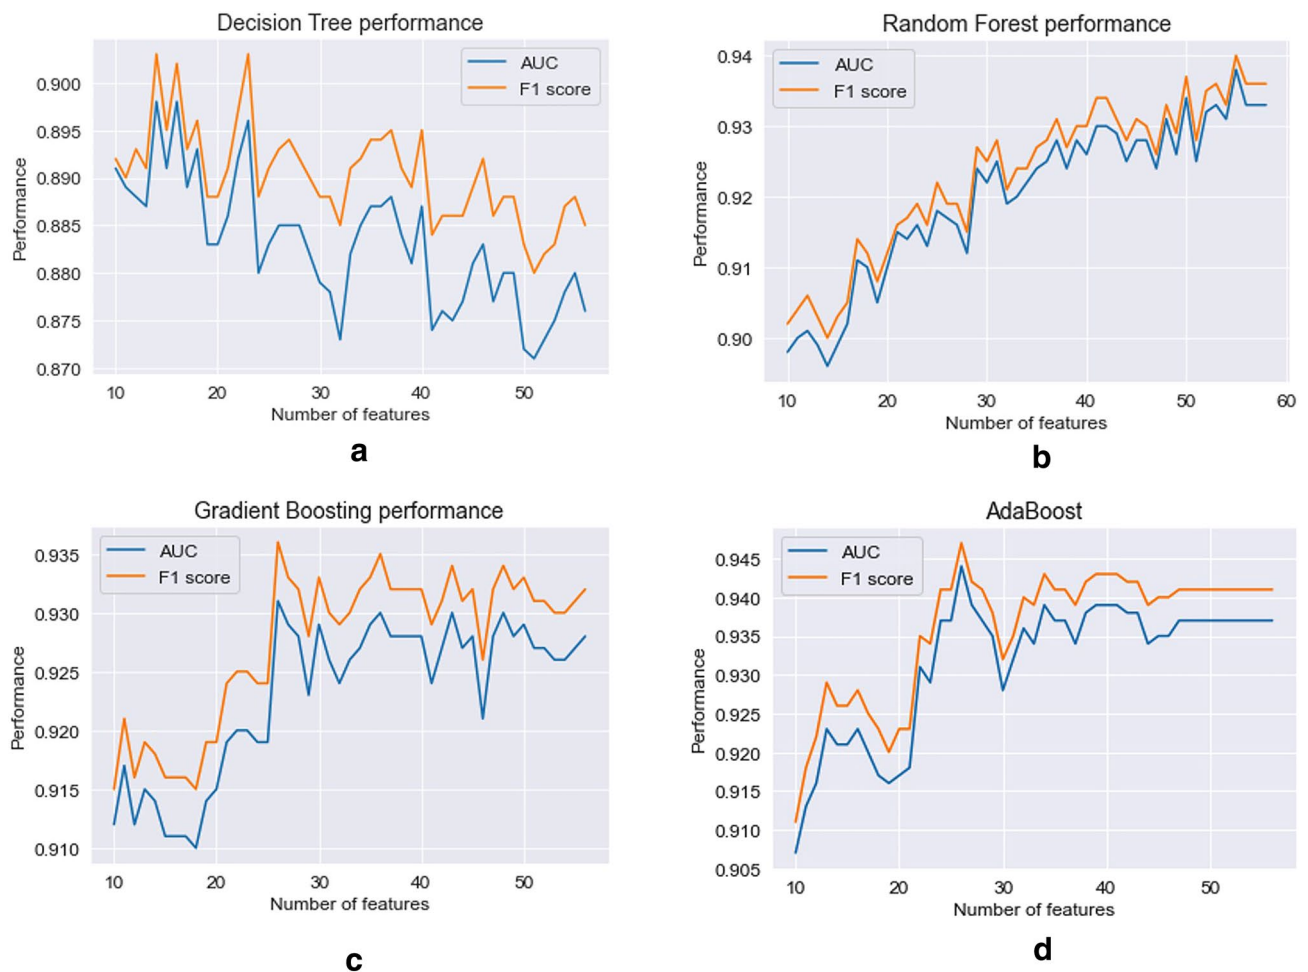 Decision Tree performance
AUC
F1 score
0.900
0.895
0.890
0.885
0.880
0.875
0.870
Performance
10 20 30 40 50
Number of features
a
Random Forest performance
AUC
F1 score
0.94
0.93
0.92
0.91
0.90
Performance
10 20 30 40 50 60
Number of features
b
Gradient Boosting performance
AUC
F1 score
0.935
0.930
0.925
0.920
0.915
0.910
Performance
10 20 30 40 50
Number of features
c
AdaBoost
AUC
F1 score
0.945
0.940
0.935
0.930
0.925
0.920
0.915
0.910
0.905
Performance
10 20 30 40 50
Number of features
d